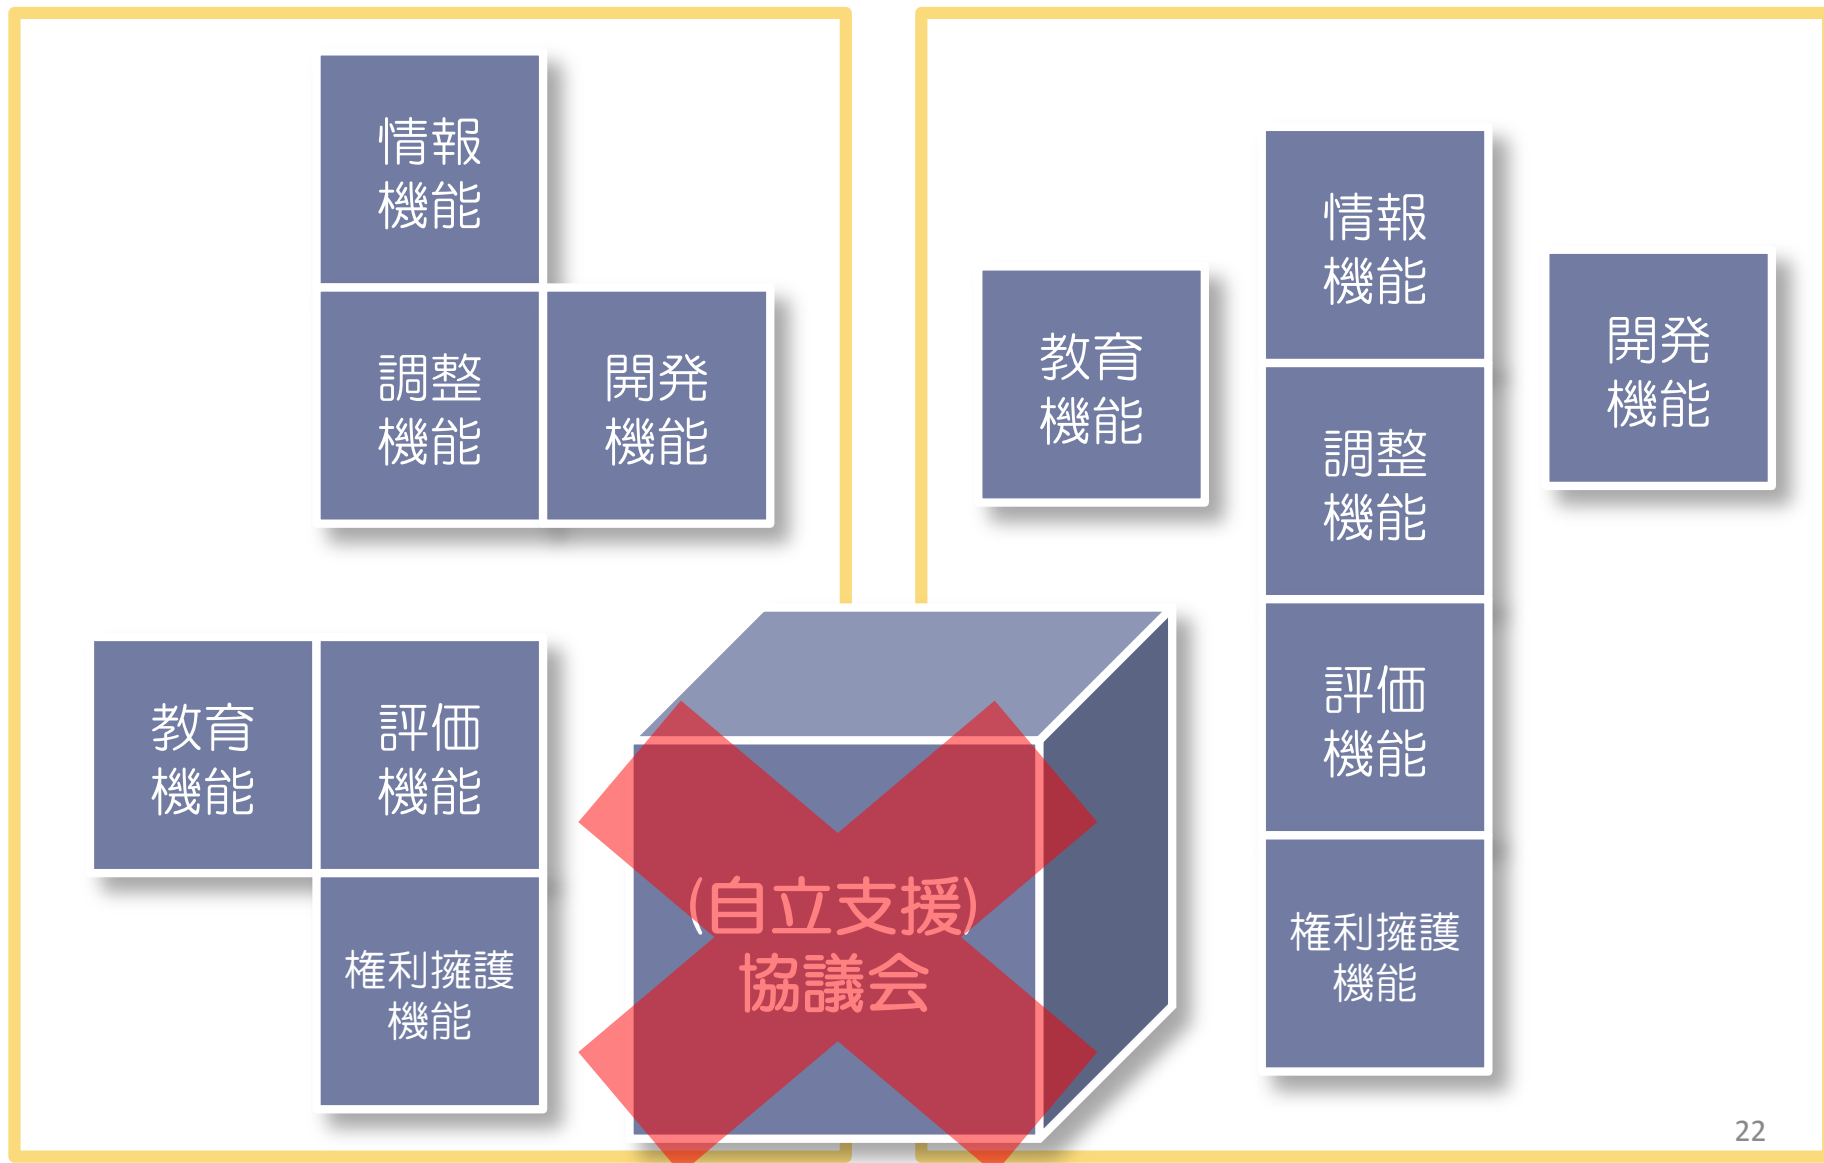 情報
機能
調整
機能
開発
機能
教育
機能
評価
機能
権利擁護
機能
(自立支援)
協議会
教育
機能
情報
機能
調整
機能
評価
機能
権利擁護
機能
開発
機能
22